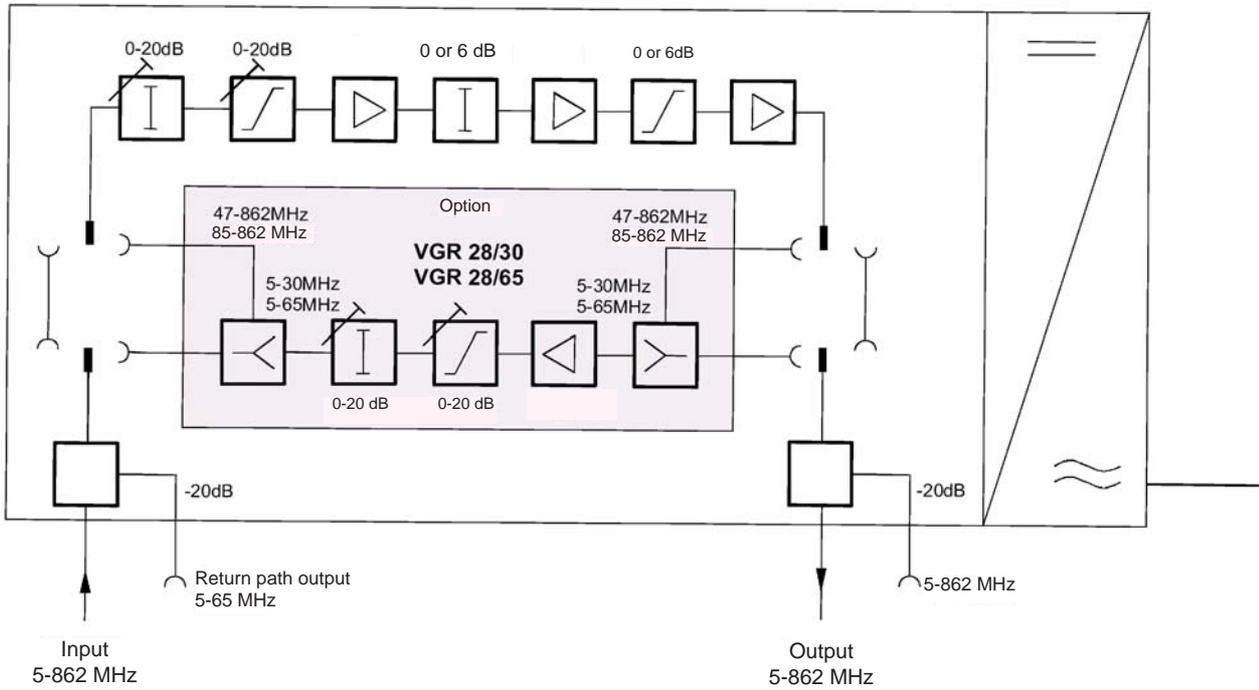 0-20dB
0-20dB
0 or 6 dB
0 or 6dB
Option
47-862MHz
85-862 MHz
47-862MHz
85-862 MHz
VGR 28/30
VGR 28/65
5-30MHz
5-65MHz
5-30MHz
5-65MHz
0-20 dB
0-20 dB
-20dB
-20dB
Return path output
5-65 MHz
5-862 MHz
Input
5-862 MHz
Output
5-862 MHz